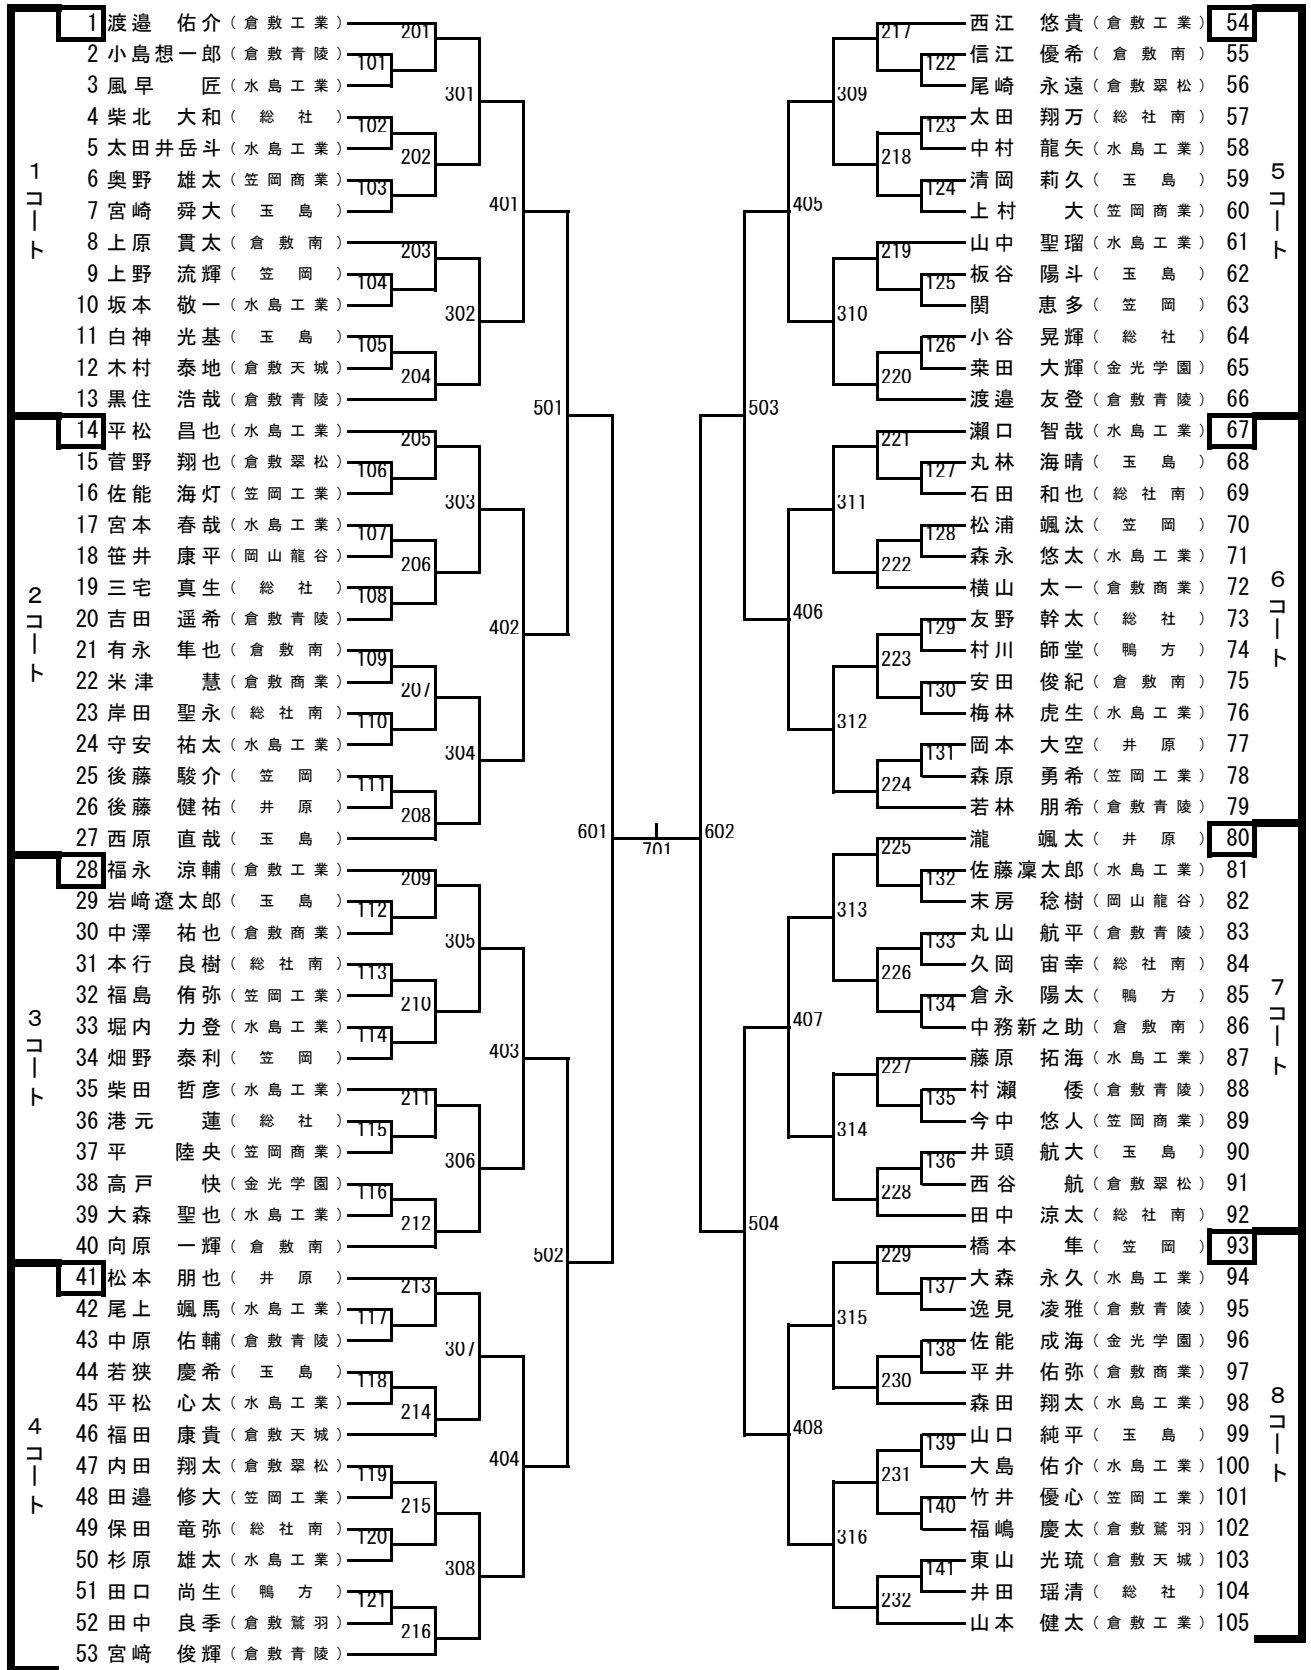 1コート
1 渡邉 佑介 (倉敷工業)
2 小島想一郎 (倉敷青陵)
3 風早 匠 (水島工業)
4 柴北 大和 (総社)
5 太田井岳斗 (水島工業)
6 奥野 雄太 (笠岡商業)
7 宮崎 舜大 (玉島)
8 上原 貫太 (倉敷南)
9 上野 流輝 (笠岡)
10 坂本 敬一 (水島工業)
11 白神 光基 (玉島)
12 木村 泰地 (倉敷天城)
13 黒住 浩哉 (倉敷青陵)
2コート
14 平松 昌也 (水島工業)
15 菅野 翔也 (倉敷翠松)
16 佐能 海灯 (笠岡工業)
17 宮本 春哉 (水島工業)
18 笹井 康平 (岡山龍谷)
19 三宅 真生 (総社)
20 吉田 遥希 (倉敷青陵)
21 有永 隼也 (倉敷南)
22 米津 慧 (倉敷商業)
23 岸田 聖永 (総社南)
24 守安 祐太 (水島工業)
25 後藤 駿介 (笠岡)
26 後藤 健祐 (井原)
27 西原 直哉 (玉島)
3コート
28 福永 涼輔 (倉敷工業)
29 岩﨑遼太郎 (玉島)
30 中澤 祐也 (倉敷商業)
31 本行 良樹 (総社南)
32 福島 侑弥 (笠岡工業)
33 堀内 力登 (水島工業)
34 畑野 泰利 (笠岡)
35 柴田 哲彦 (水島工業)
36 港元 蓮 (総社)
37 平 陸央 (笠岡商業)
38 高戸 快 (金光学園)
39 大森 聖也 (水島工業)
40 向原 一輝 (倉敷南)
4コート
41 松本 朋也 (井原)
42 尾上 颯馬 (水島工業)
43 中原 佑輔 (倉敷青陵)
44 若狭 慶希 (玉島)
45 平松 心太 (水島工業)
46 福田 康貴 (倉敷天城)
47 内田 翔太 (倉敷翠松)
48 田邉 修大 (笠岡工業)
49 保田 竜弥 (総社南)
50 杉原 雄太 (水島工業)
51 田口 尚生 (鴨方)
52 田中 良季 (倉敷鷲羽)
53 宮﨑 俊輝 (倉敷青陵)
101
102
103
104
105
106
107
108
109
110
111
112
113
114
115
116
117
118
119
120
121
201
202
203
204
205
206
207
208
209
210
211
212
213
214
215
216
301
302
303
304
305
306
307
308
401
402
403
404
501
502
601
701
602
503
504
405
406
407
408
309
310
311
312
313
314
315
316
217
218
219
220
221
222
223
224
225
226
227
228
229
230
231
232
122
123
124
125
126
127
128
129
130
131
132
133
134
135
136
137
138
139
140
141
5コート
西江 悠貴 (倉敷工業) 54
信江 優希 (倉敷南) 55
尾崎 永遠 (倉敷翠松) 56
太田 翔万 (総社南) 57
中村 龍矢 (水島工業) 58
清岡 莉久 (玉島) 59
上村 大 (笠岡商業) 60
山中 聖瑠 (水島工業) 61
板谷 陽斗 (玉島) 62
関 恵多 (笠岡) 63
小谷 晃輝 (総社) 64
桒田 大輝 (金光学園) 65
渡邉 友登 (倉敷青陵) 66
6コート
瀬口 智哉 (水島工業) 67
丸林 海晴 (玉島) 68
石田 和也 (総社南) 69
松浦 颯汰 (笠岡) 70
森永 悠太 (水島工業) 71
横山 太一 (倉敷商業) 72
友野 幹太 (総社) 73
村川 師堂 (鴨方) 74
安田 俊紀 (倉敷南) 75
梅林 虎生 (水島工業) 76
岡本 大空 (井原) 77
森原 勇希 (笠岡工業) 78
若林 朋希 (倉敷青陵) 79
7コート
瀧 颯太 (井原) 80
佐藤凜太郎 (水島工業) 81
末房 稔樹 (岡山龍谷) 82
丸山 航平 (倉敷青陵) 83
久岡 宙幸 (総社南) 84
倉永 陽太 (鴨方) 85
中務新之助 (倉敷南) 86
藤原 拓海 (水島工業) 87
村瀬 倭 (倉敷青陵) 88
今中 悠人 (笠岡商業) 89
井頭 航大 (玉島) 90
西谷 航 (倉敷翠松) 91
田中 涼太 (総社南) 92
8コート
橋本 隼 (笠岡) 93
大森 永久 (水島工業) 94
逸見 凌雅 (倉敷青陵) 95
佐能 成海 (金光学園) 96
平井 佑弥 (倉敷商業) 97
森田 翔太 (水島工業) 98
山口 純平 (玉島) 99
大島 佑介 (水島工業) 100
竹井 優心 (笠岡工業) 101
福嶋 慶太 (倉敷鷲羽) 102
東山 光琉 (倉敷天城) 103
井田 瑶清 (総社) 104
山本 健太 (倉敷工業) 105